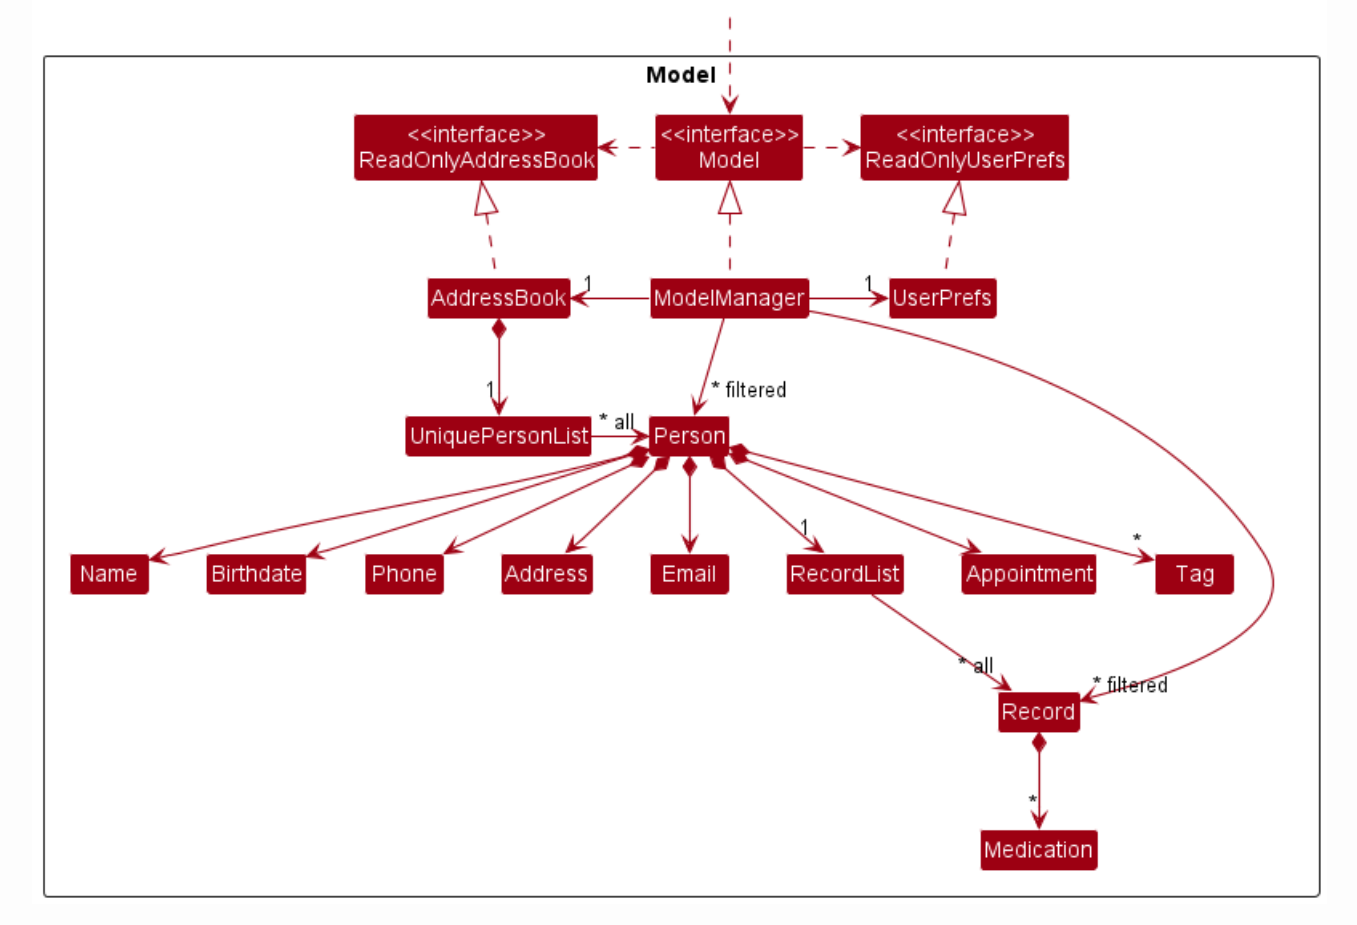 Model
<<interface>>
ReadOnlyAddressBook
<<interface>>
Model
<<interface>>
ReadOnlyUserPrefs
AddressBook
1
ModelManager
1
UserPrefs
1
* filtered
UniquePersonList
* all
Person
1
*
Name
Birthdate
Phone
Address
Email
RecordList
Appointment
Tag
* all
* filtered
Record
*
Medication